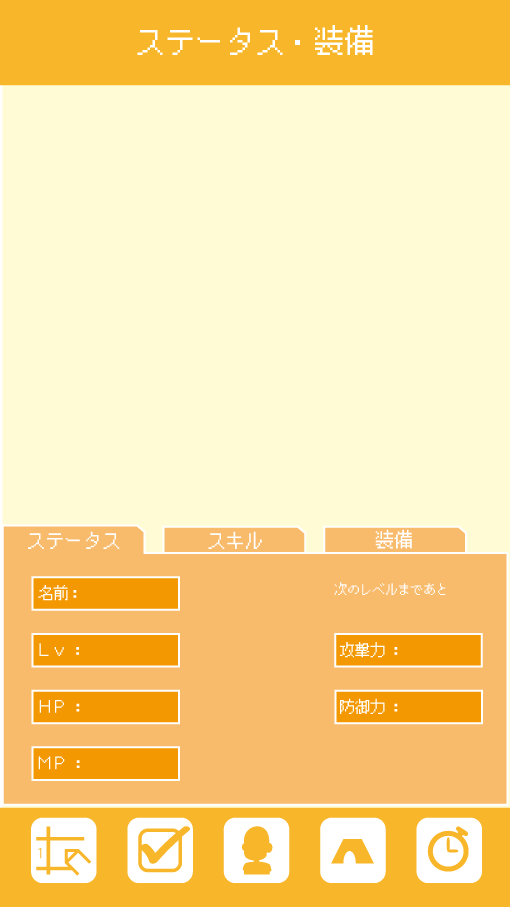 ステータス・装備
ステータス
スキル
装備
名前：
次のレベルまであと
Ｌｖ：
攻撃力：
ＨＰ：
防御力：
ＭＰ：
1